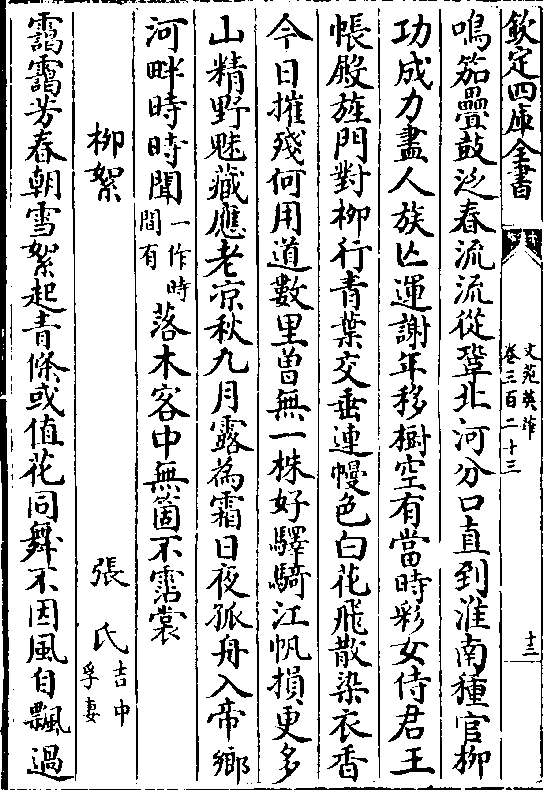 欽定四庫全書
文苑英華
卷三百二十三
十三
鳴笳疊鼓泛春流流從鞏北河分口直到淮南種官柳
功成力盡人族亾運謝年移樹空有當時彩女侍君王
帳殿旌門對柳行青葉交垂連幔色白花飛散染衣香
今日摧殘何用道數里曽無一株好驛騎江帆損更多
山精野魅藏應老凉秋九月露為霜日夜孤舟入帝鄉
河畔時時聞一作時間有落木客中無箇不霑裳
柳絮
張氏吉中孚妻
靄靄芳春朝雪絮起青條或值花同舞不因風自飄過